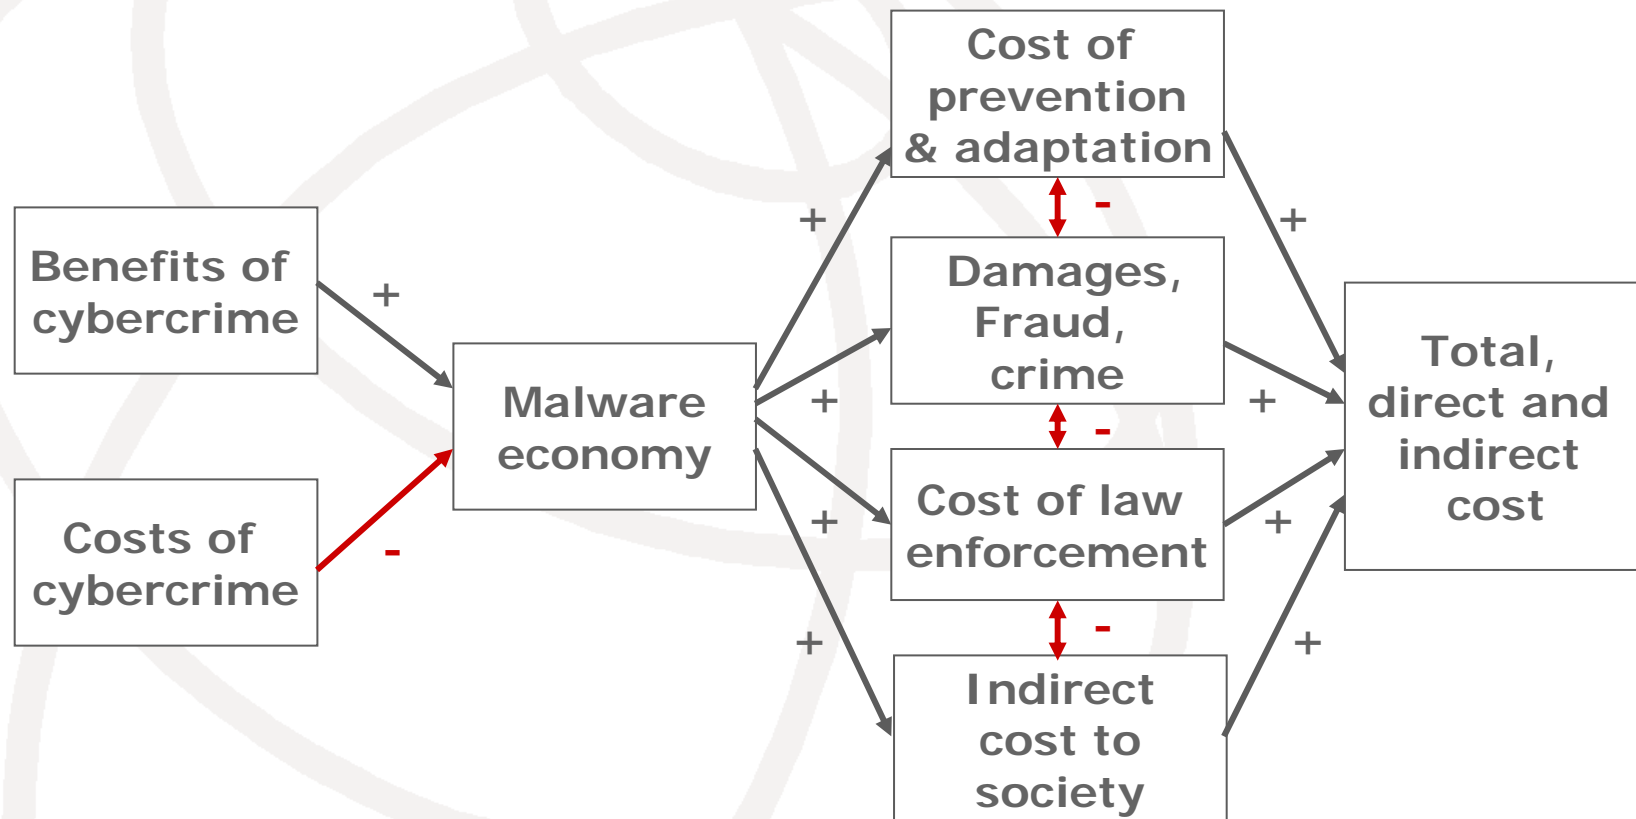 Benefits of
cybercrime
+
Costs of
cybercrime
-
Malware
economy
+
+
+
+
Cost of
prevention
& adaptation
-
Damages,
Fraud,
crime
-
Cost of law
enforcement
-
Indirect
cost to
society
+
+
+
+
Total,
direct and
indirect
cost